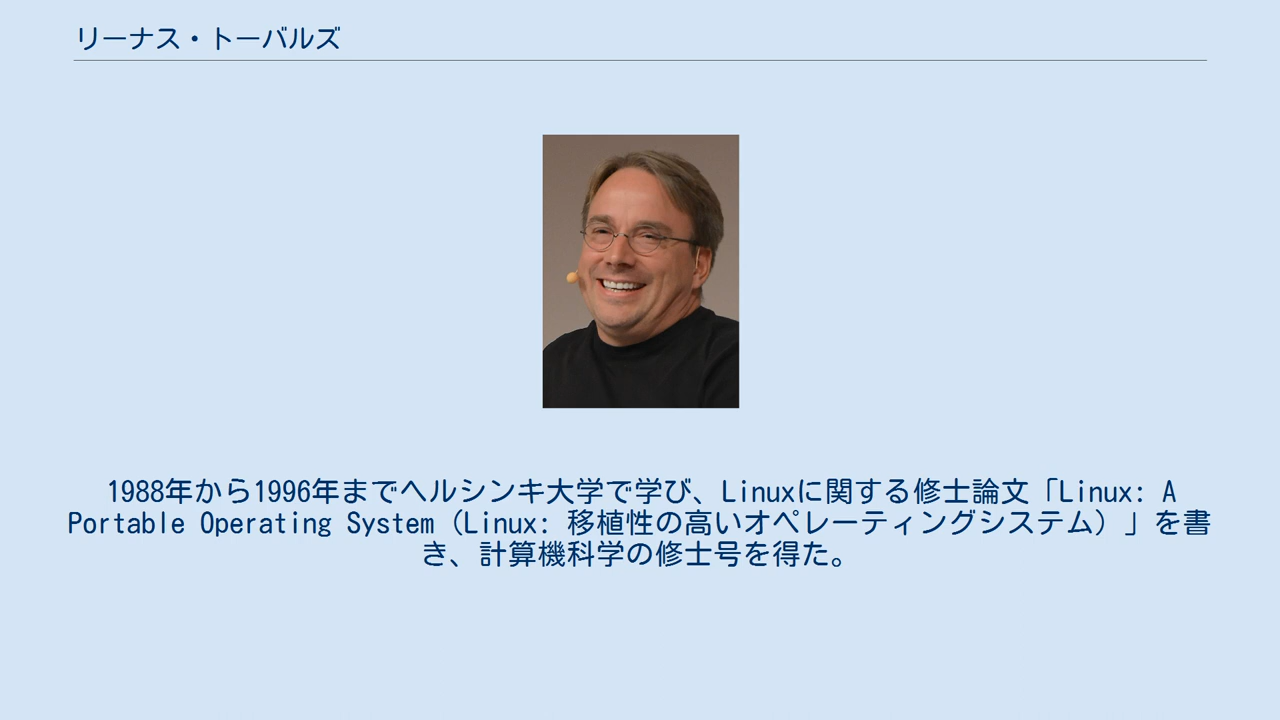 リーナス・トーバルズ
1988年から1996年までヘルシンキ大学で学び、Linuxに関する修士論文「Linux: A
Portable Operating System（Linux: 移植性の高いオペレーティングシステム）」を書
き、計算機科学の修士号を得た。